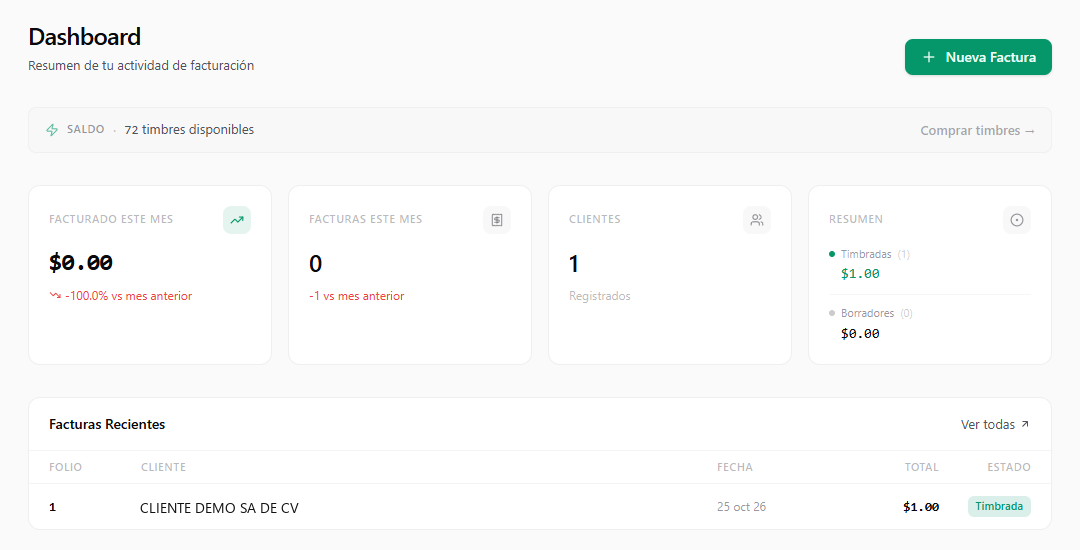 Dashboard
Resumen de tu actividad de facturación
+ Nueva Factura
SALDO · 72 timbres disponibles
Comprar timbres →
FACTURADO ESTE MES
$0.00
-100.0% vs mes anterior
FACTURAS ESTE MES
0
-1 vs mes anterior
CLIENTES
1
Registrados
RESUMEN
Timbradas (1)
$1.00
Borradores (0)
$0.00
Facturas Recientes
Ver todas ↗
FOLIO CLIENTE FECHA TOTAL ESTADO
1 CLIENTE DEMO SA DE CV 25 oct 26 $1.00 Timbrada